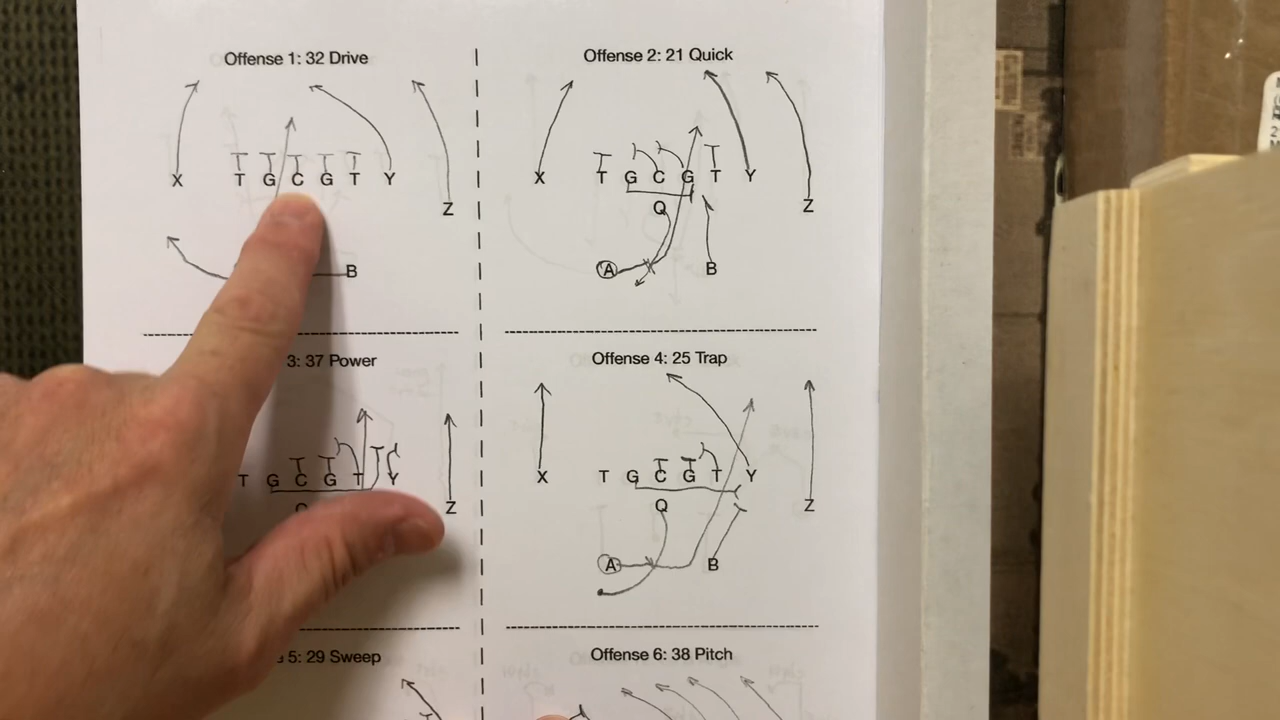 Offense 1: 32 Drive
T G C G T
X Y
Z
B
Offense 2: 21 Quick
X T G C G T Y
Q Z
A B
3: 37 Power
T G C G T Y
Z
Offense 4: 25 Trap
X T G C G T Y
Q Z
A B
5: 29 Sweep
Offense 6: 38 Pitch